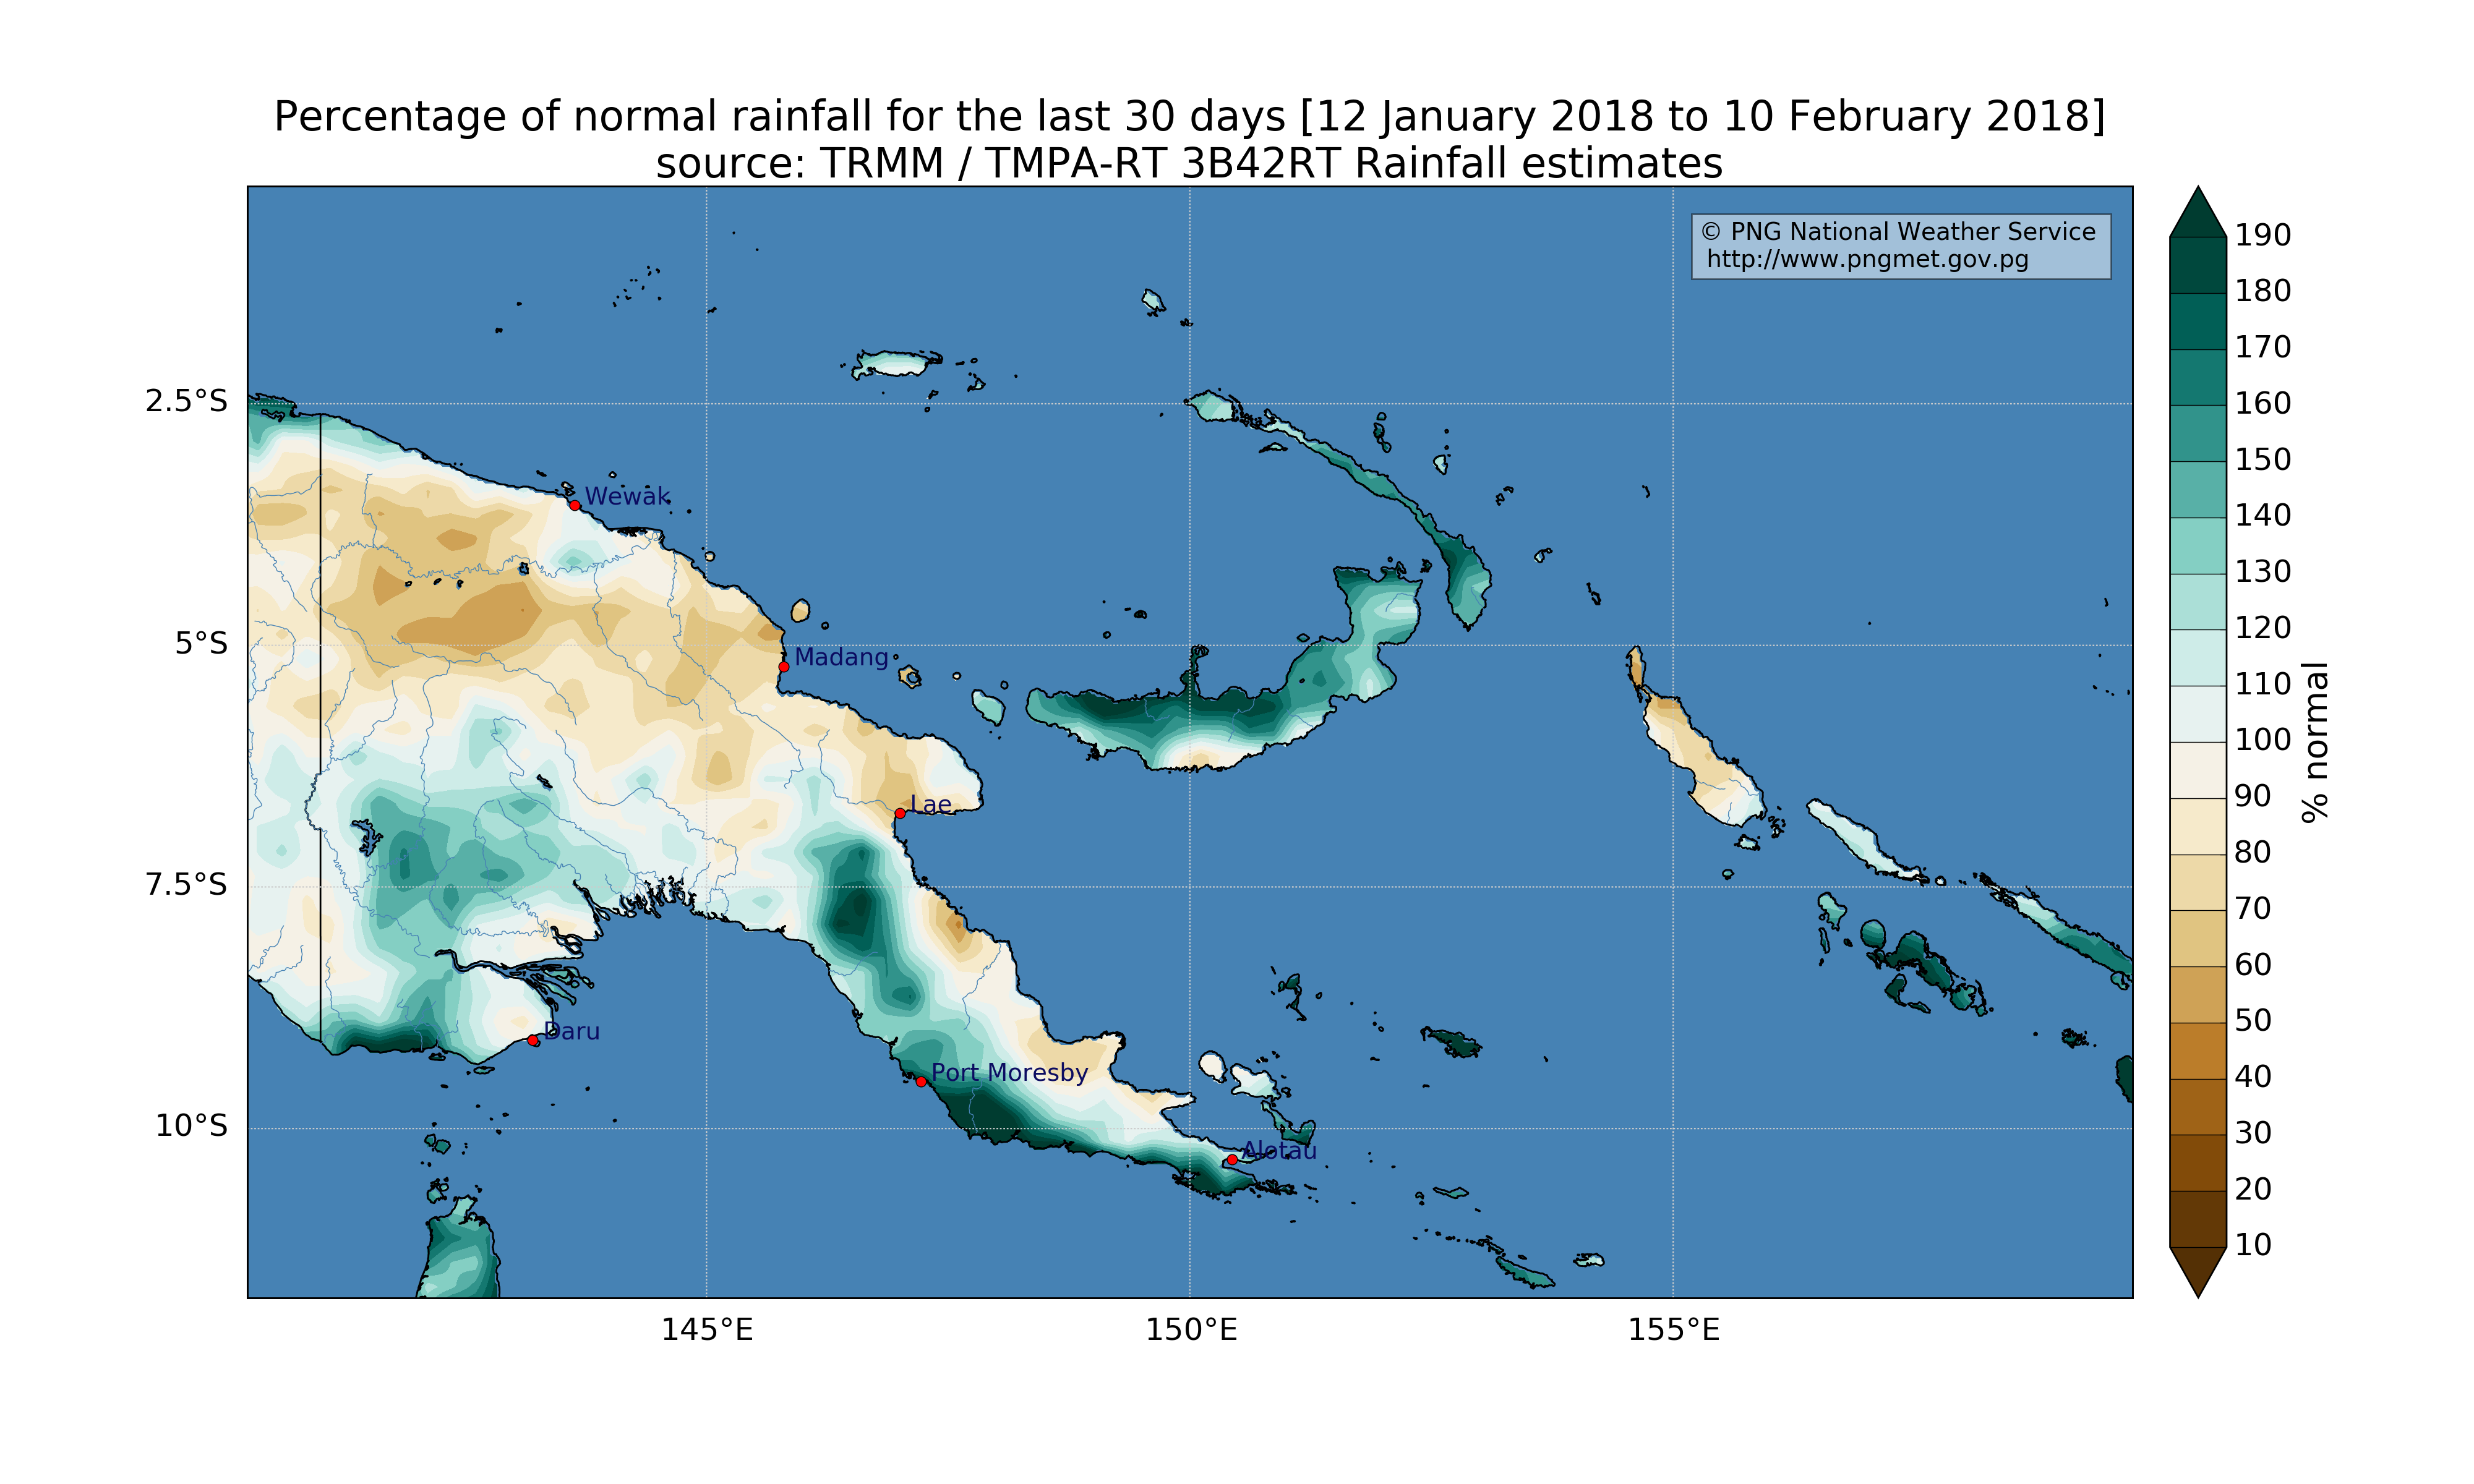 Percentage of normal rainfall for the last 30 days [12 January 2018 to 10 February 2018]
source: TRMM / TMPA-RT 3B42RT Rainfall estimates
© PNG National Weather Service
http://www.pngmet.gov.pg
2.5°S
5°S
7.5°S
10°S
Wewak
Madang
Lae
Daru
Port Moresby
Alotau
145°E
150°E
155°E
190
180
170
160
150
140
130
120
110
100
90
80
70
60
50
40
30
20
10
% normal